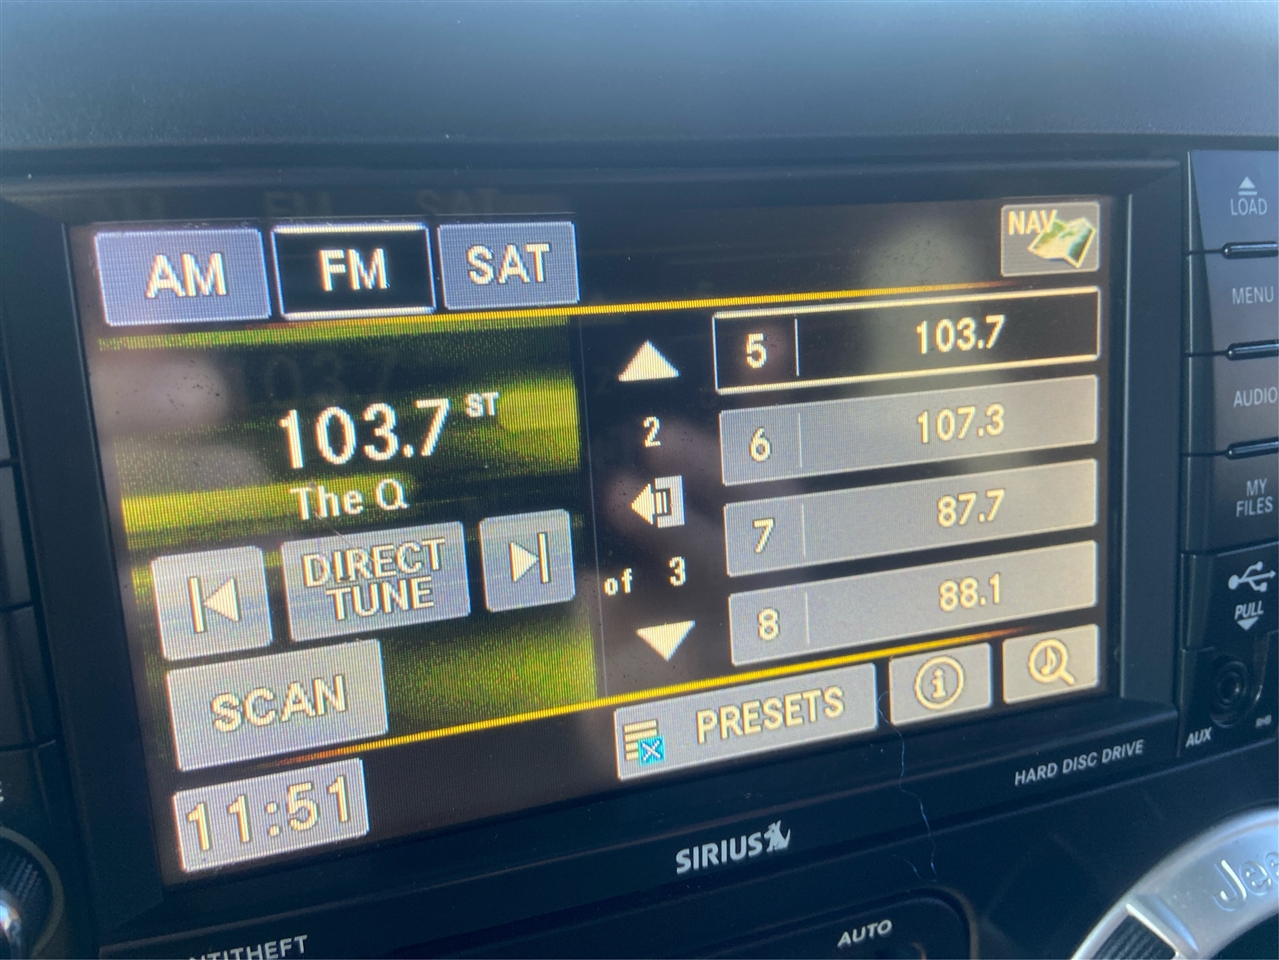 AM FM SAT NAV
5 103.7
103.7 ST
The Q
2
of 3
6 107.3
7 87.7
8 88.1
DIRECT
TUNE
SCAN
PRESETS
11:51
HARD DISC DRIVE
SIRIUS
AUTO
LOAD
MENU
AUDIO
MY
FILES
PULL
AUX
Jee